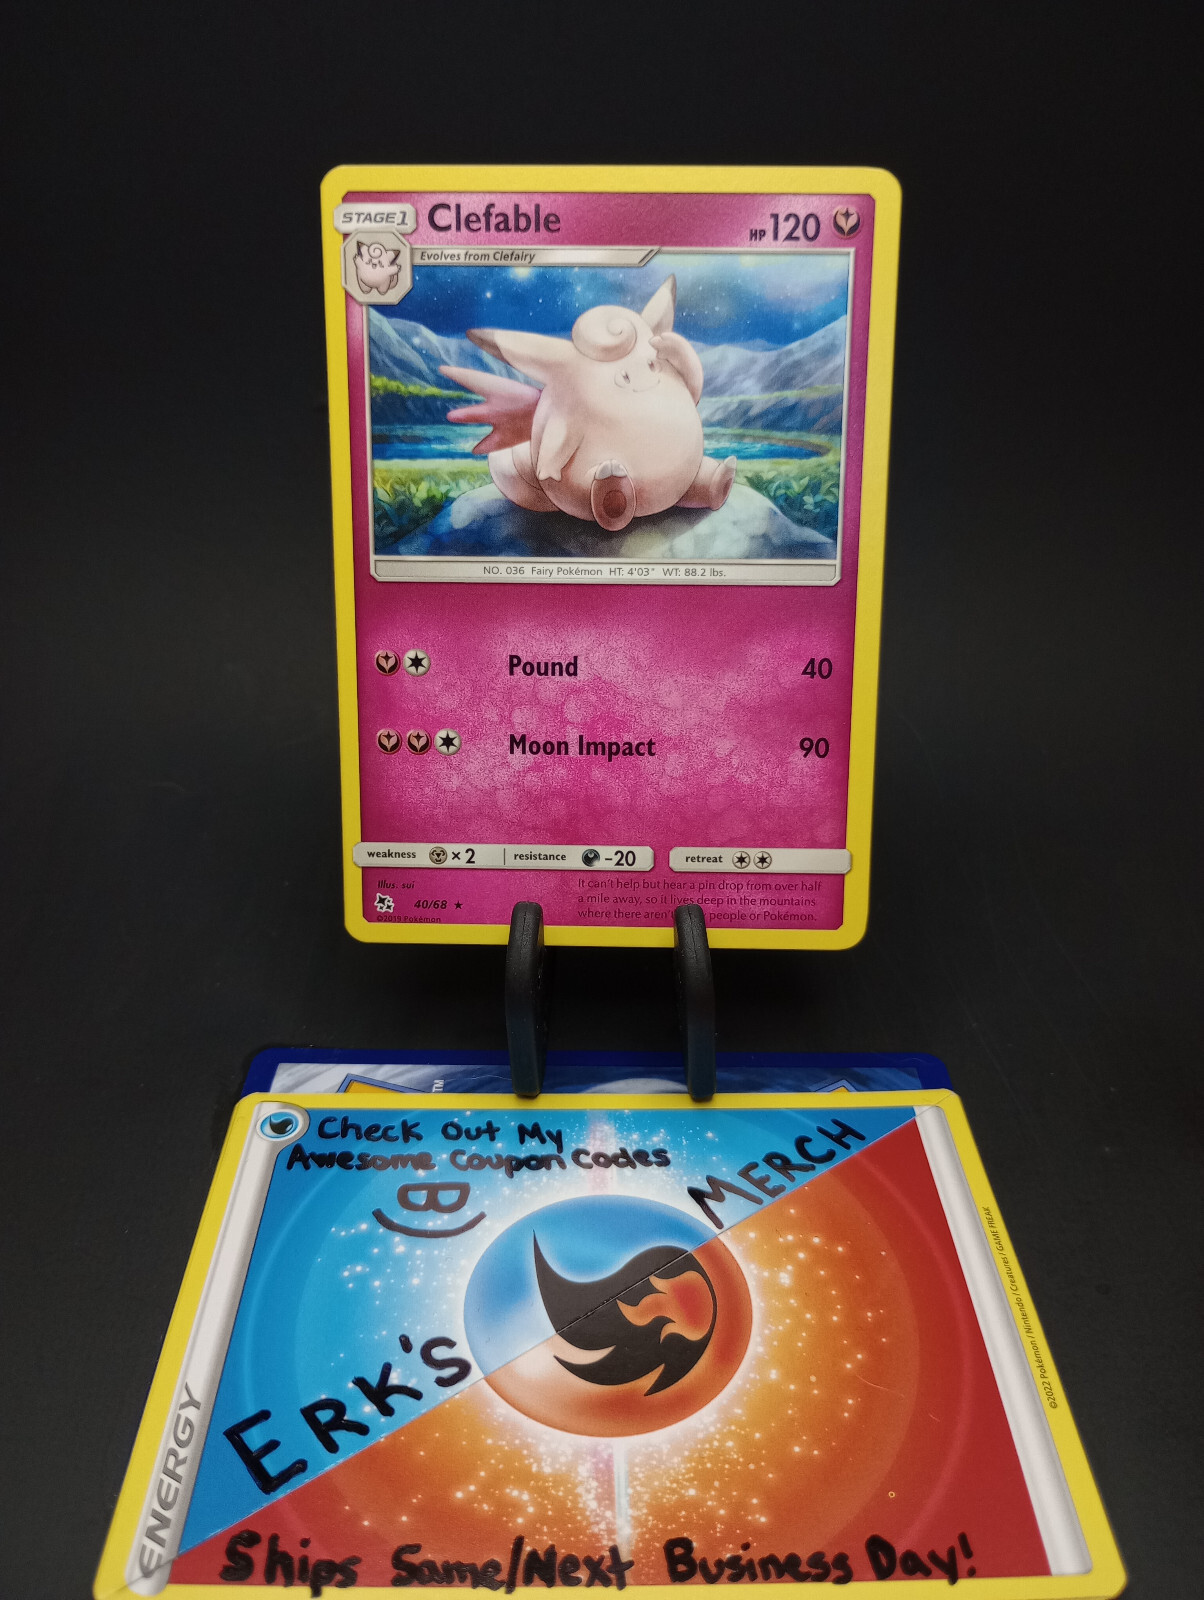 STAGE 1 Clefable HP 120
Evolves from Clefairy
NO. 036 Fairy Pokémon HT: 4'03" WT: 88.2 lbs.
Pound 40
Moon Impact 90
weakness ×2 resistance -20 retreat
Illus. sui
40/68
©2019 Pokémon
It can't help but hear a pin drop from over half
a mile away, so it lives deep in the mountains
where there aren't people or Pokémon.
TM
Check Out My
Awesome Coupon Codes
B)
ERK'S MERCH
ENERGY
©2022 Pokémon / Nintendo / Creatures / GAME FREAK
Ships Same/Next Business Day!